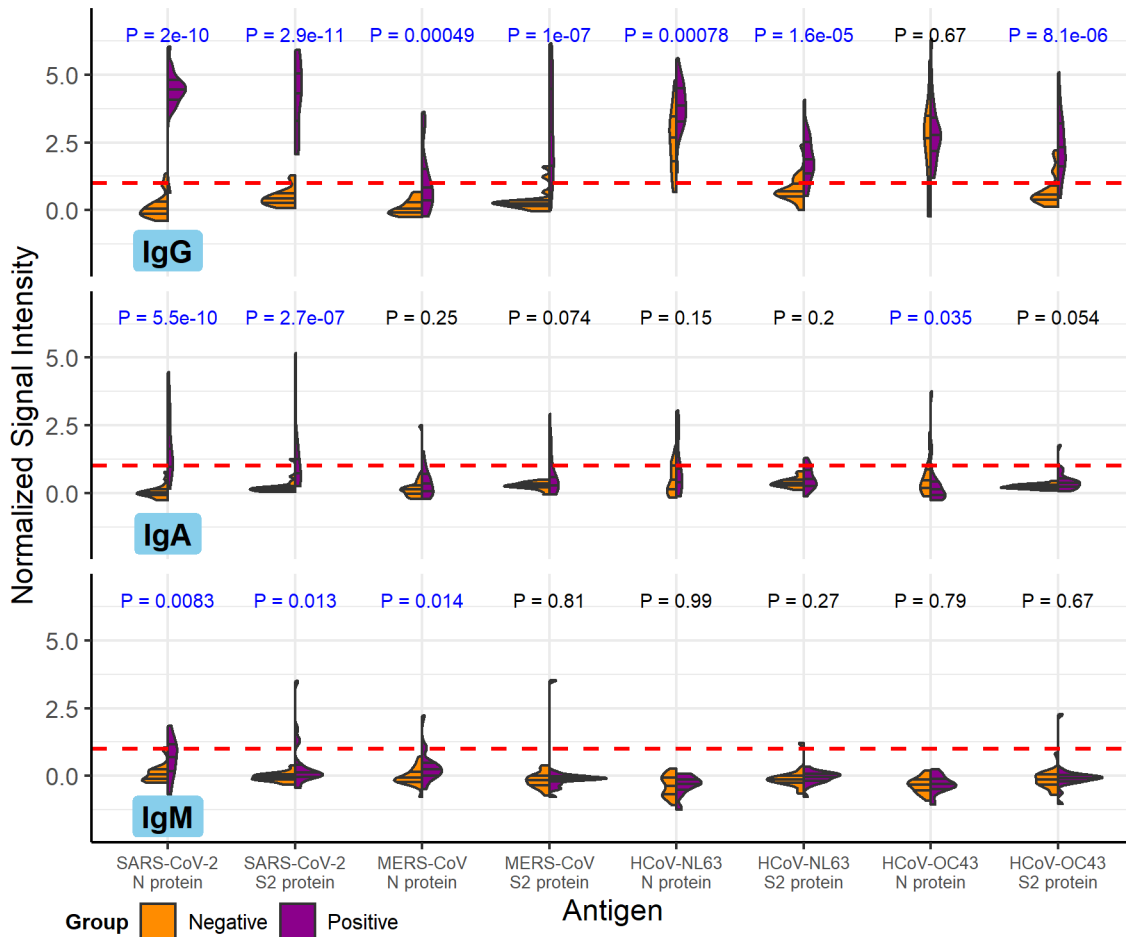 P = 2e-10 P = 2.9e-11 P = 0.00049 P = 1e-07 P = 0.00078 P = 1.6e-05 P = 0.67 P = 8.1e-06
5.0
2.5
0.0
IgG
P = 5.5e-10 P = 2.7e-07 P = 0.25 P = 0.074 P = 0.15 P = 0.2 P = 0.035 P = 0.054
5.0
2.5
0.0
IgA
P = 0.0083 P = 0.013 P = 0.014 P = 0.81 P = 0.99 P = 0.27 P = 0.79 P = 0.67
5.0
2.5
0.0
IgM
Normalized Signal Intensity
SARS-CoV-2 SARS-CoV-2 MERS-CoV MERS-CoV HCoV-NL63 HCoV-NL63 HCoV-OC43 HCoV-OC43
N protein S2 protein N protein S2 protein N protein S2 protein N protein S2 protein
Antigen
Group Negative Positive